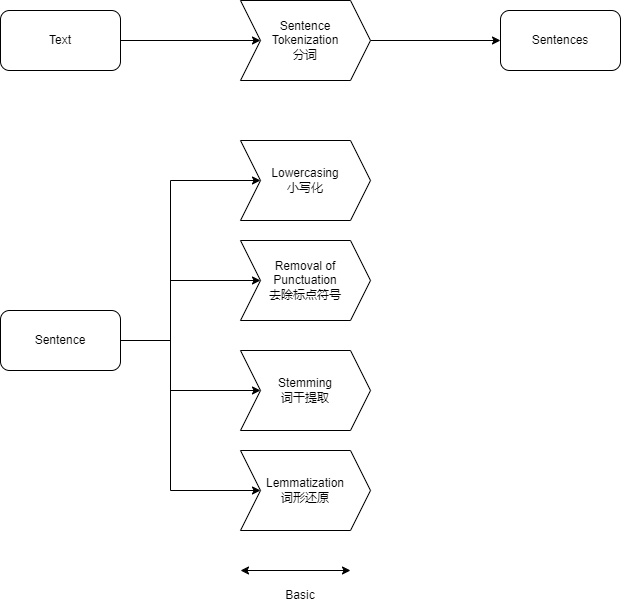 Text
Sentence
Tokenization
分词
Sentences
Lowercasing
小写化
Removal of
Punctuation
去除标点符号
Sentence
Stemming
词干提取
Lemmatization
词形还原
Basic